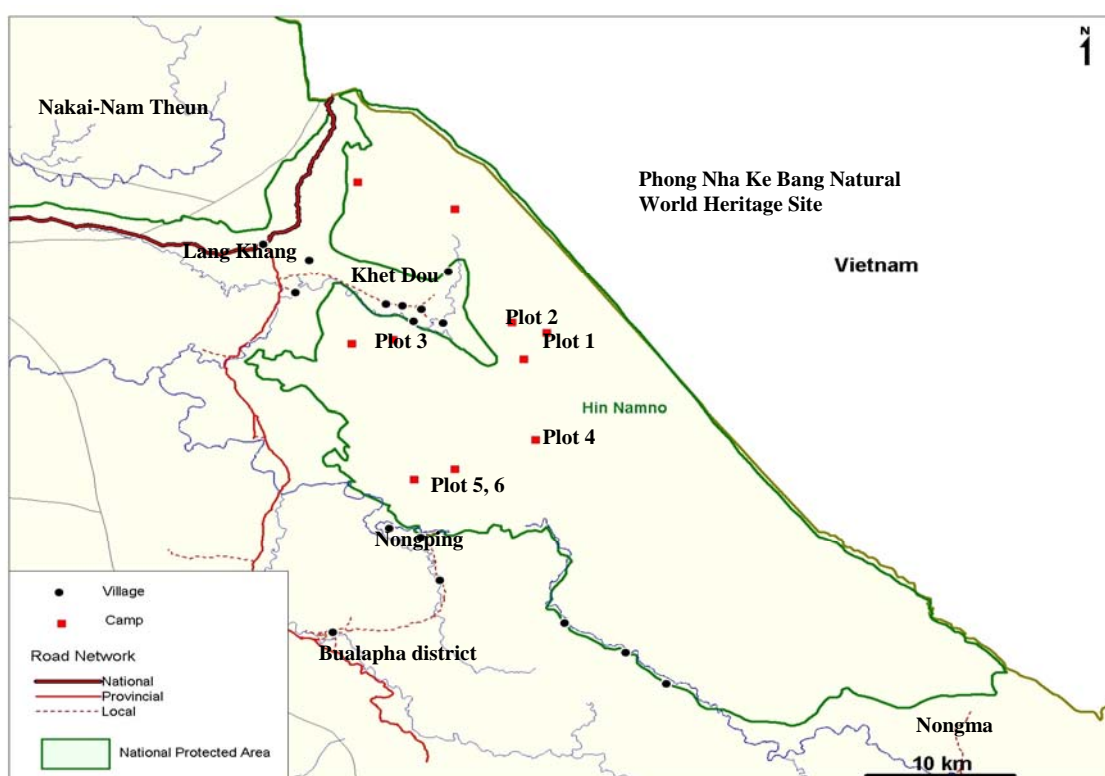 N
1
Nakai-Nam Theun
Phong Nha Ke Bang Natural
World Heritage Site
Vietnam
Lang Khang
Khet Dou
Plot 2
Plot 1
Plot 3
Hin Namno
Plot 4
Plot 5, 6
Nongping
Village
Camp
Road Network
National
Provincial
Local
National Protected Area
Bualapha district
Nongma
10 km